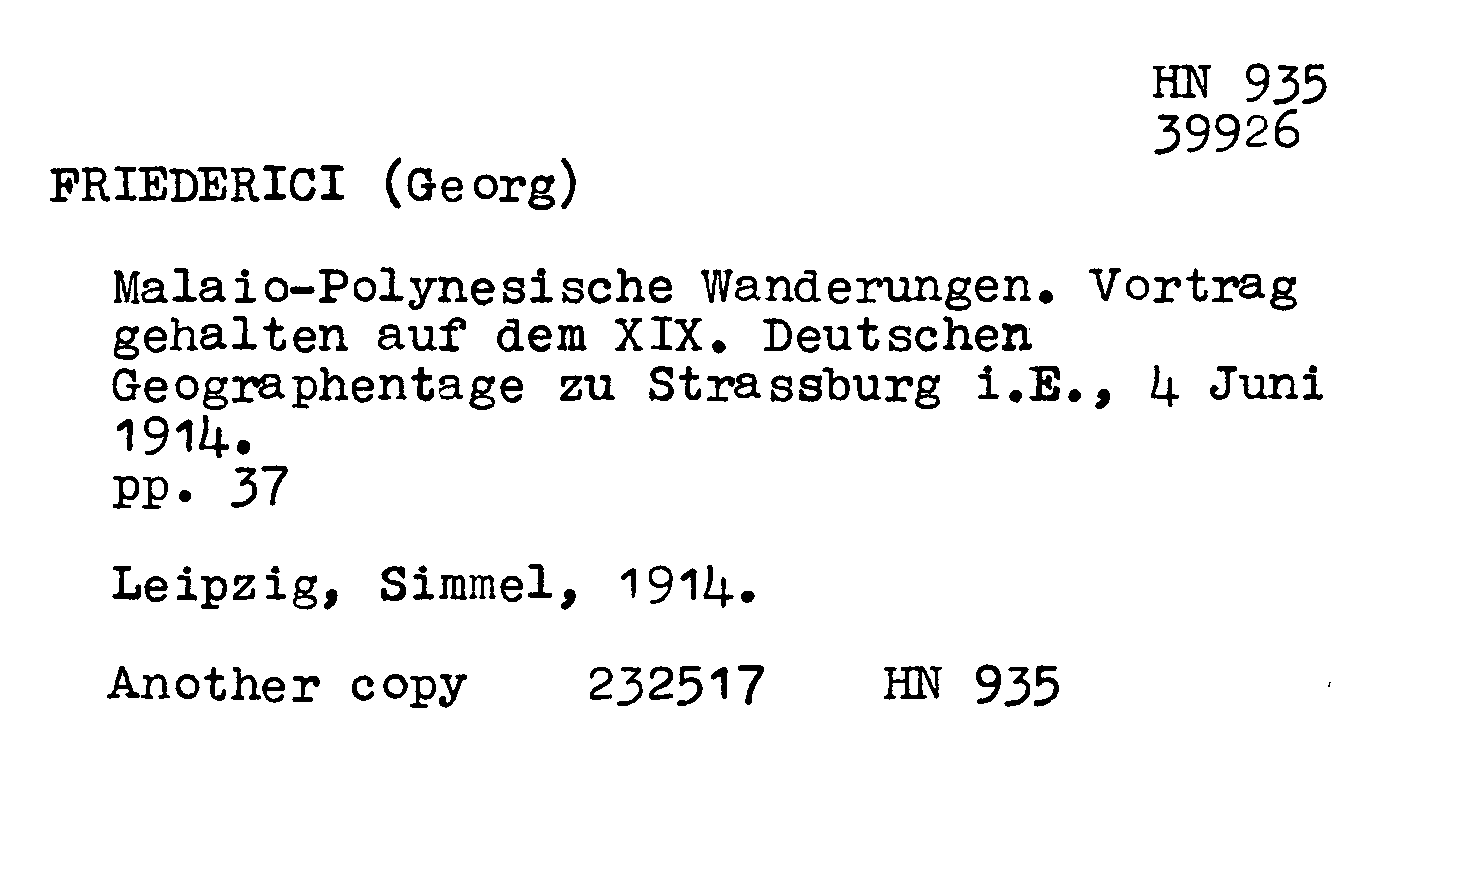 HN 935
39926
FRIEDERICI (Georg)
Malaio-Polynesische Wanderungen. Vortrag
gehalten auf dem XIX. Deutschen
Geographentage zu Strassburg i.E., 4 Juni
1914.
pp. 37
Leipzig, Simmel, 1914.
Another copy 232517 HN 935